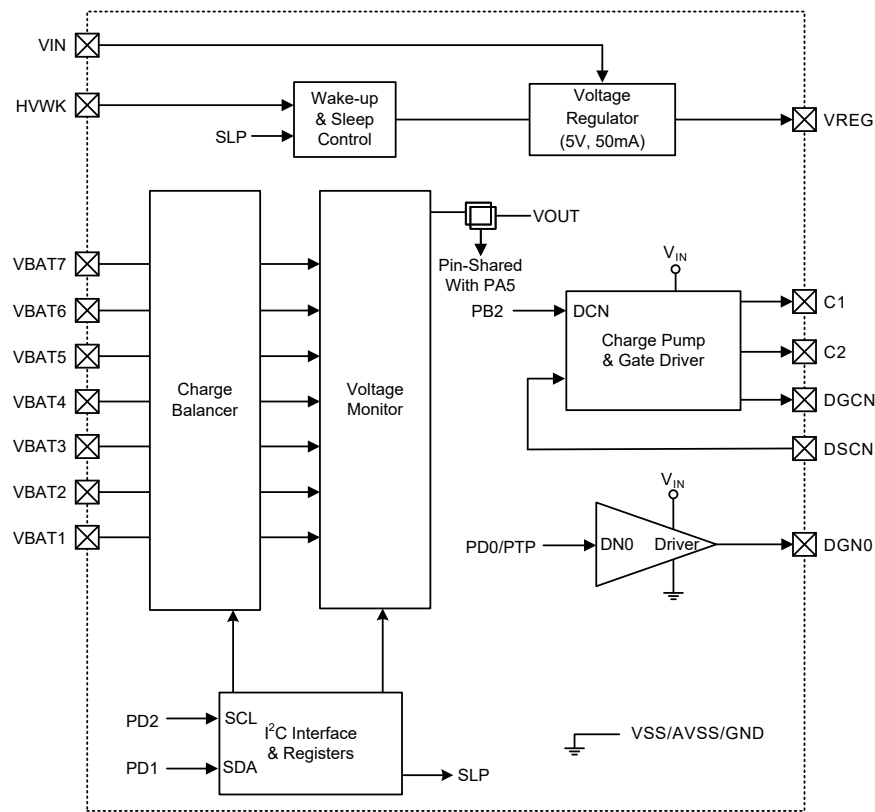 VIN
HVWK
SLP
Wake-up
& Sleep
Control
Voltage
Regulator
(5V, 50mA)
VREG
VOUT
Pin-Shared
With PA5
VBAT7
VBAT6
VBAT5
VBAT4
VBAT3
VBAT2
VBAT1
Charge
Balancer
Voltage
Monitor
VIN
PB2
DCN
Charge Pump
& Gate Driver
C1
C2
DGCN
DSCN
VIN
PD0/PTP
DN0
Driver
DGN0
PD2
SCL
I²C Interface
& Registers
PD1
SDA
SLP
VSS/AVSS/GND